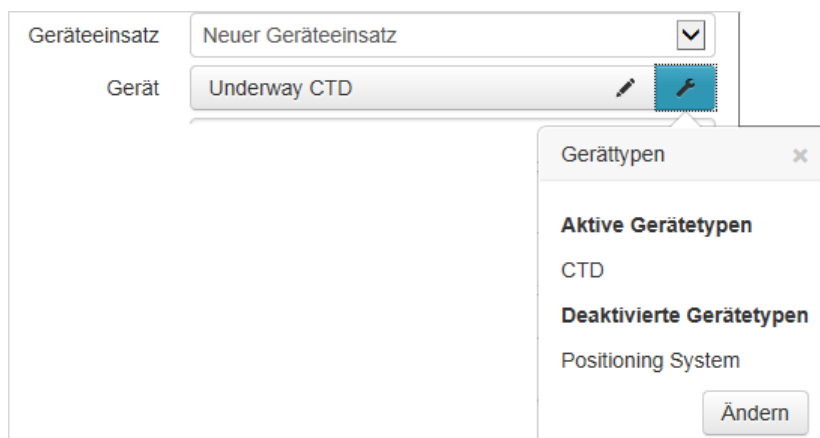 Geräteeinsatz Neuer Geräteeinsatz
Gerät Underway CTD
Gerättypen ×
Aktive Gerätetypen
CTD
Deaktivierte Gerätetypen
Positioning System
Ändern